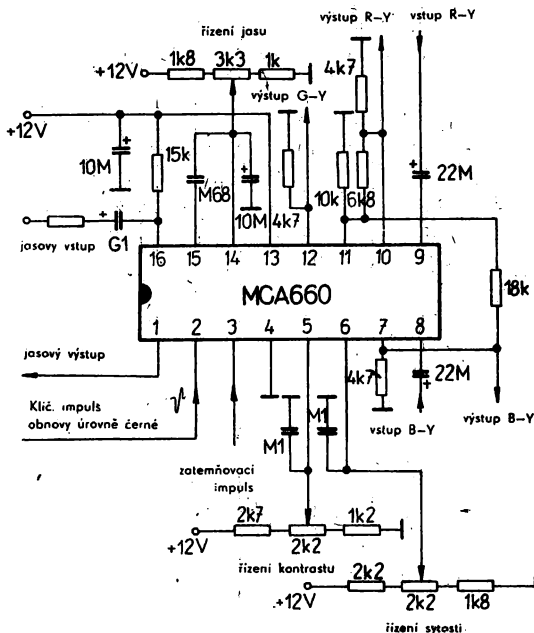 výstup R-Y
vstup R-Y
řízení jasu
+12V
1k8
3k3
1k
4k7
výstup G-Y
+12V
10M
15k
M68
10M
4k7
10k
6k8
22M
G1
jasovy vstup
16
15
14
13
12
11
10
9
MCA660
18k
1
2
3
4
5
6
7
8
jasový výstup
4k7
22M
Klíč. impuls
obnovy úrovně černé
M1
M1
vstup B-Y
výstup B-Y
zatemňovací
impuls
2k7
1k2
+12V
2k2
řízení kontrastu
2k2
+12V
2k2
1k8
řízení sytosti